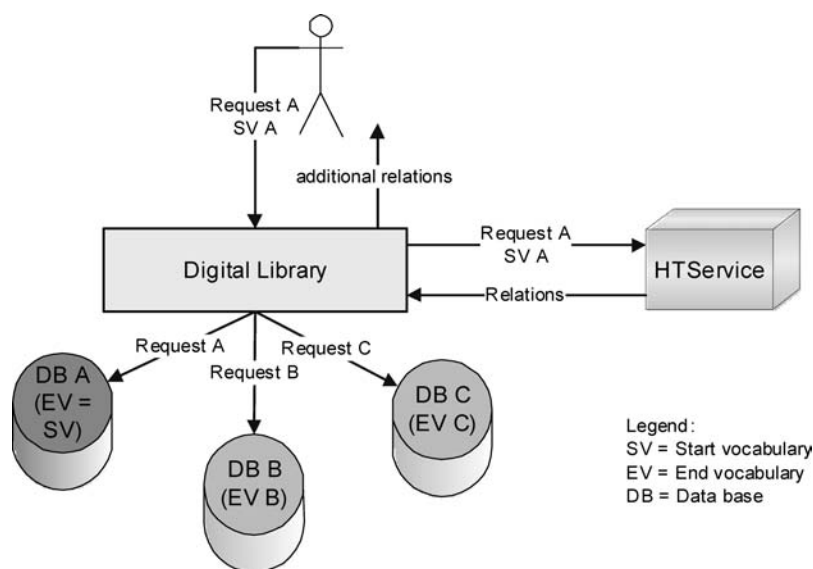 Request A
SV A
additional relations
Digital Library
Request A
SV A
HTService
Relations
Request A
Request B
Request C
DB A
(EV =
SV)
DB B
(EV B)
DB C
(EV C)
Legend:
SV = Start vocabulary
EV = End vocabulary
DB = Data base